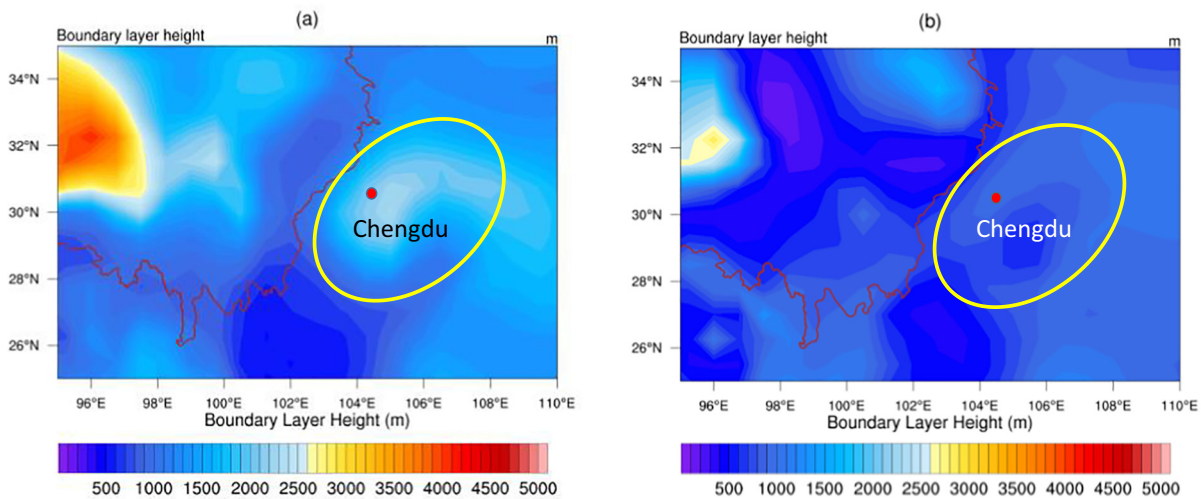 (a)
Boundary layer height m
34°N
32°N
30°N
28°N
26°N
Chengdu
96°E 98°E 100°E 102°E 104°E 106°E 108°E 110°E
Boundary Layer Height (m)
500 1000 1500 2000 2500 3000 3500 4000 4500 5000
(b)
Boundary layer height m
34°N
32°N
30°N
28°N
26°N
Chengdu
96°E 98°E 100°E 102°E 104°E 106°E 108°E 110°E
Boundary Layer Height (m)
500 1000 1500 2000 2500 3000 3500 4000 4500 5000